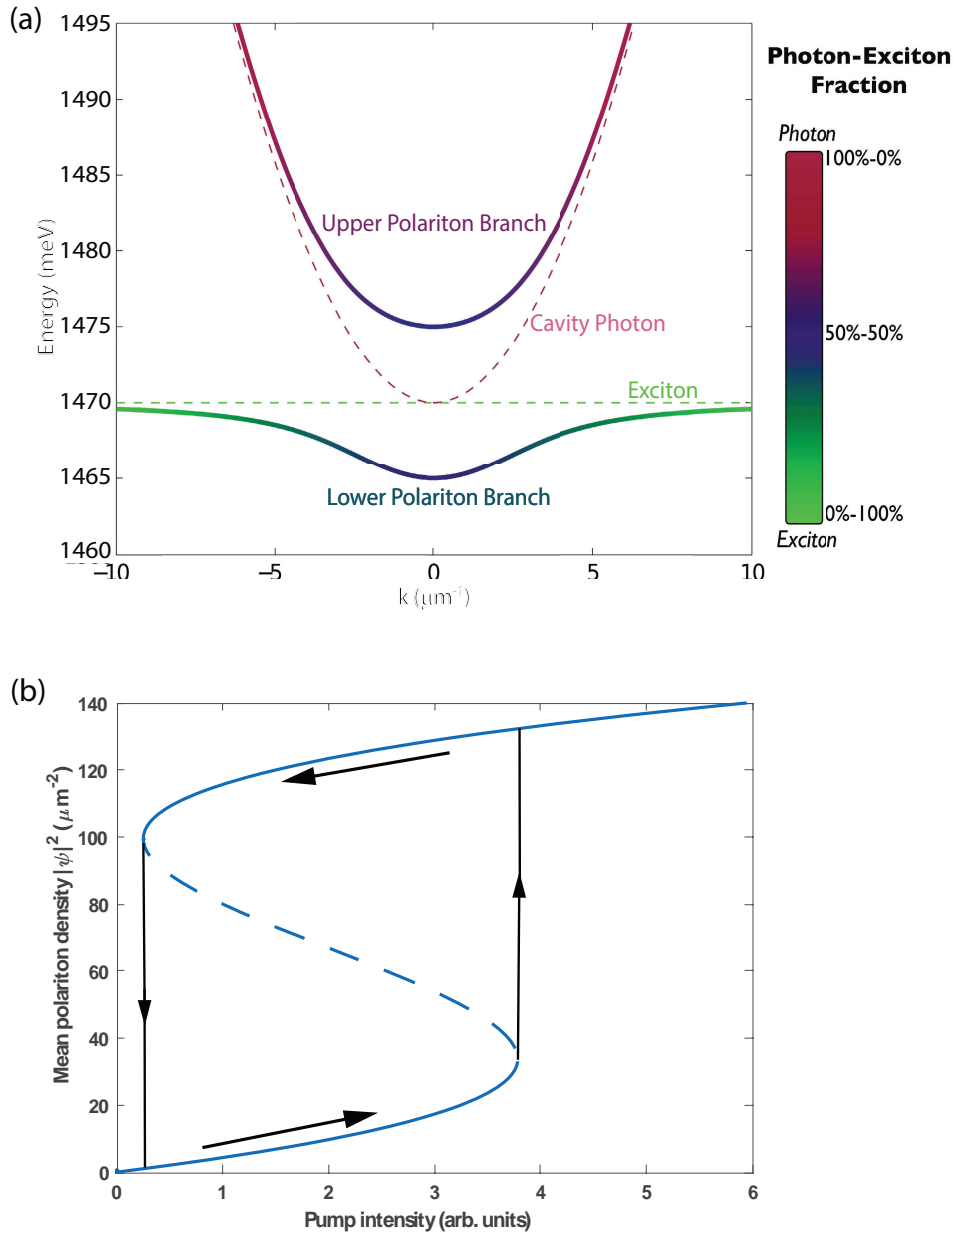 (a)
1495
1490
1485
1480
1475
1470
1465
1460
Energy (meV)
Upper Polariton Branch
Cavity Photon
Exciton
Lower Polariton Branch
−10
−5
0
5
10
k (μm⁻¹)
Photon-Exciton
Fraction
Photon
100%-0%
50%-50%
0%-100%
Exciton
(b)
140
120
100
80
60
40
20
0
Mean polariton density |ψ|² (μm⁻²)
0
1
2
3
4
5
6
Pump intensity (arb. units)